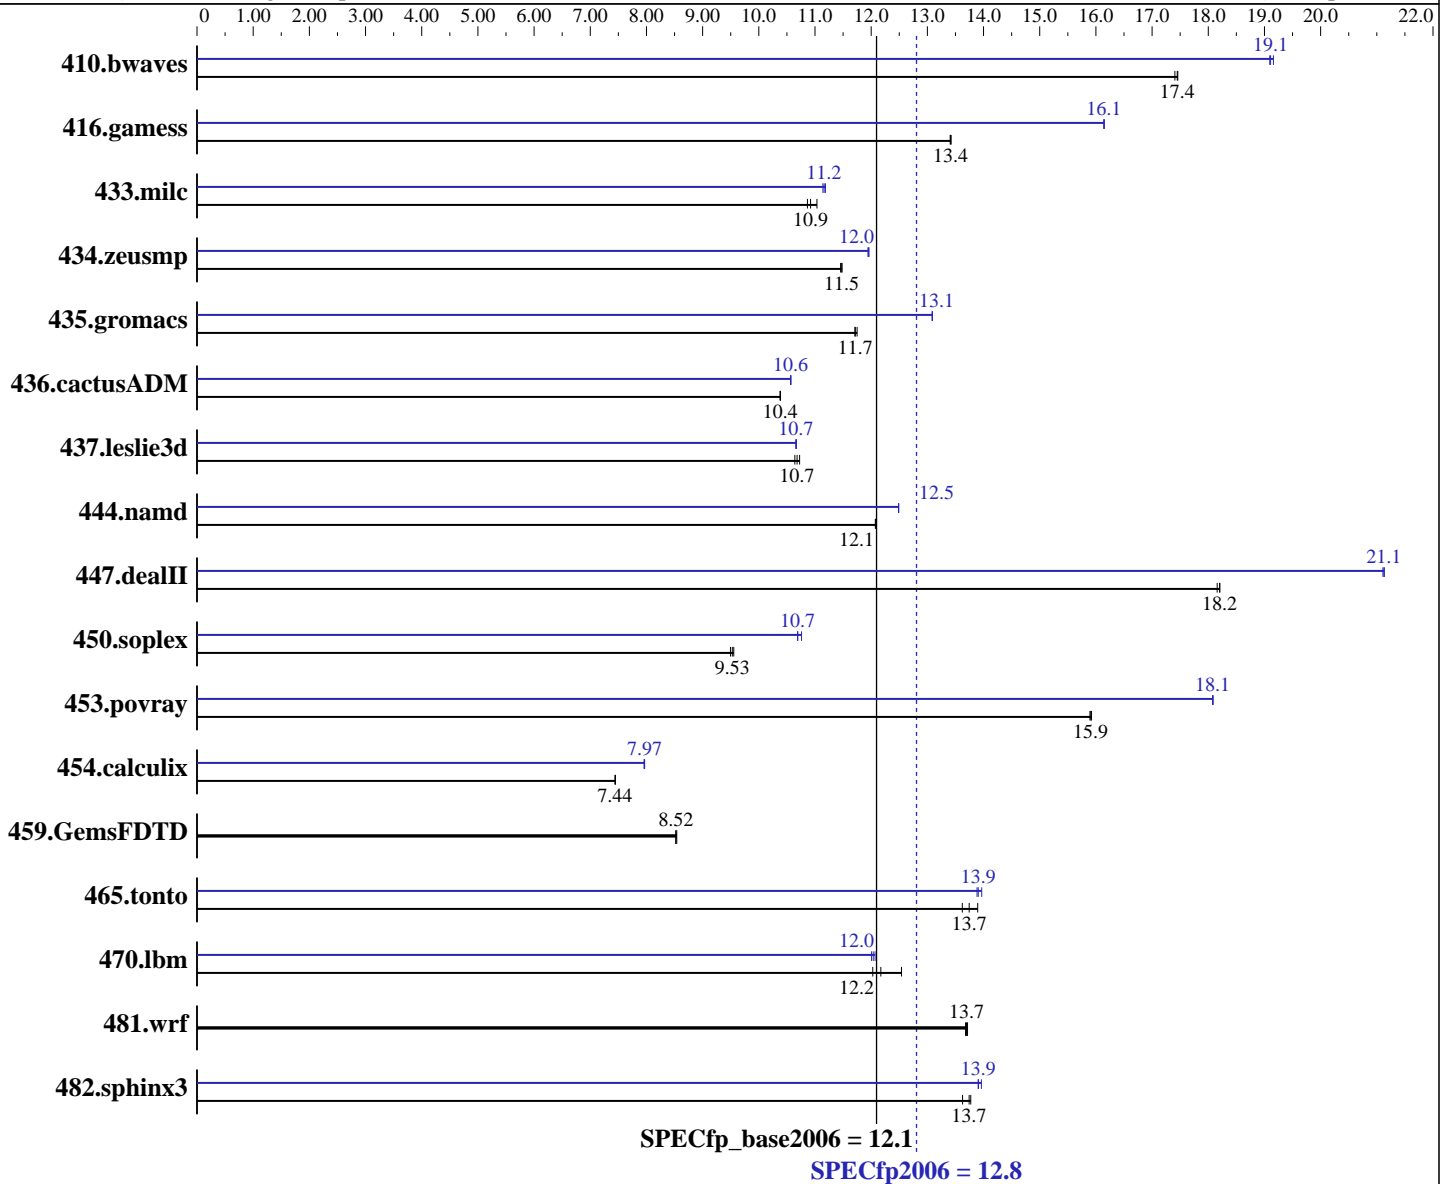 0 1.00 2.00 3.00 4.00 5.00 6.00 7.00 8.00 9.00 10.0 11.0 12.0 13.0 14.0 15.0 16.0 17.0 18.0 19.0 20.0 22.0
410.bwaves
19.1
17.4
416.gamess
16.1
13.4
433.milc
11.2
10.9
434.zeusmp
12.0
11.5
435.gromacs
13.1
11.7
436.cactusADM
10.6
10.4
437.leslie3d
10.7
10.7
444.namd
12.5
12.1
447.dealII
21.1
18.2
450.soplex
10.7
9.53
453.povray
18.1
15.9
454.calculix
7.97
7.44
459.GemsFDTD
8.52
465.tonto
13.9
13.7
470.lbm
12.0
12.2
481.wrf
13.7
482.sphinx3
13.9
13.7
SPECfp_base2006 = 12.1
SPECfp2006 = 12.8